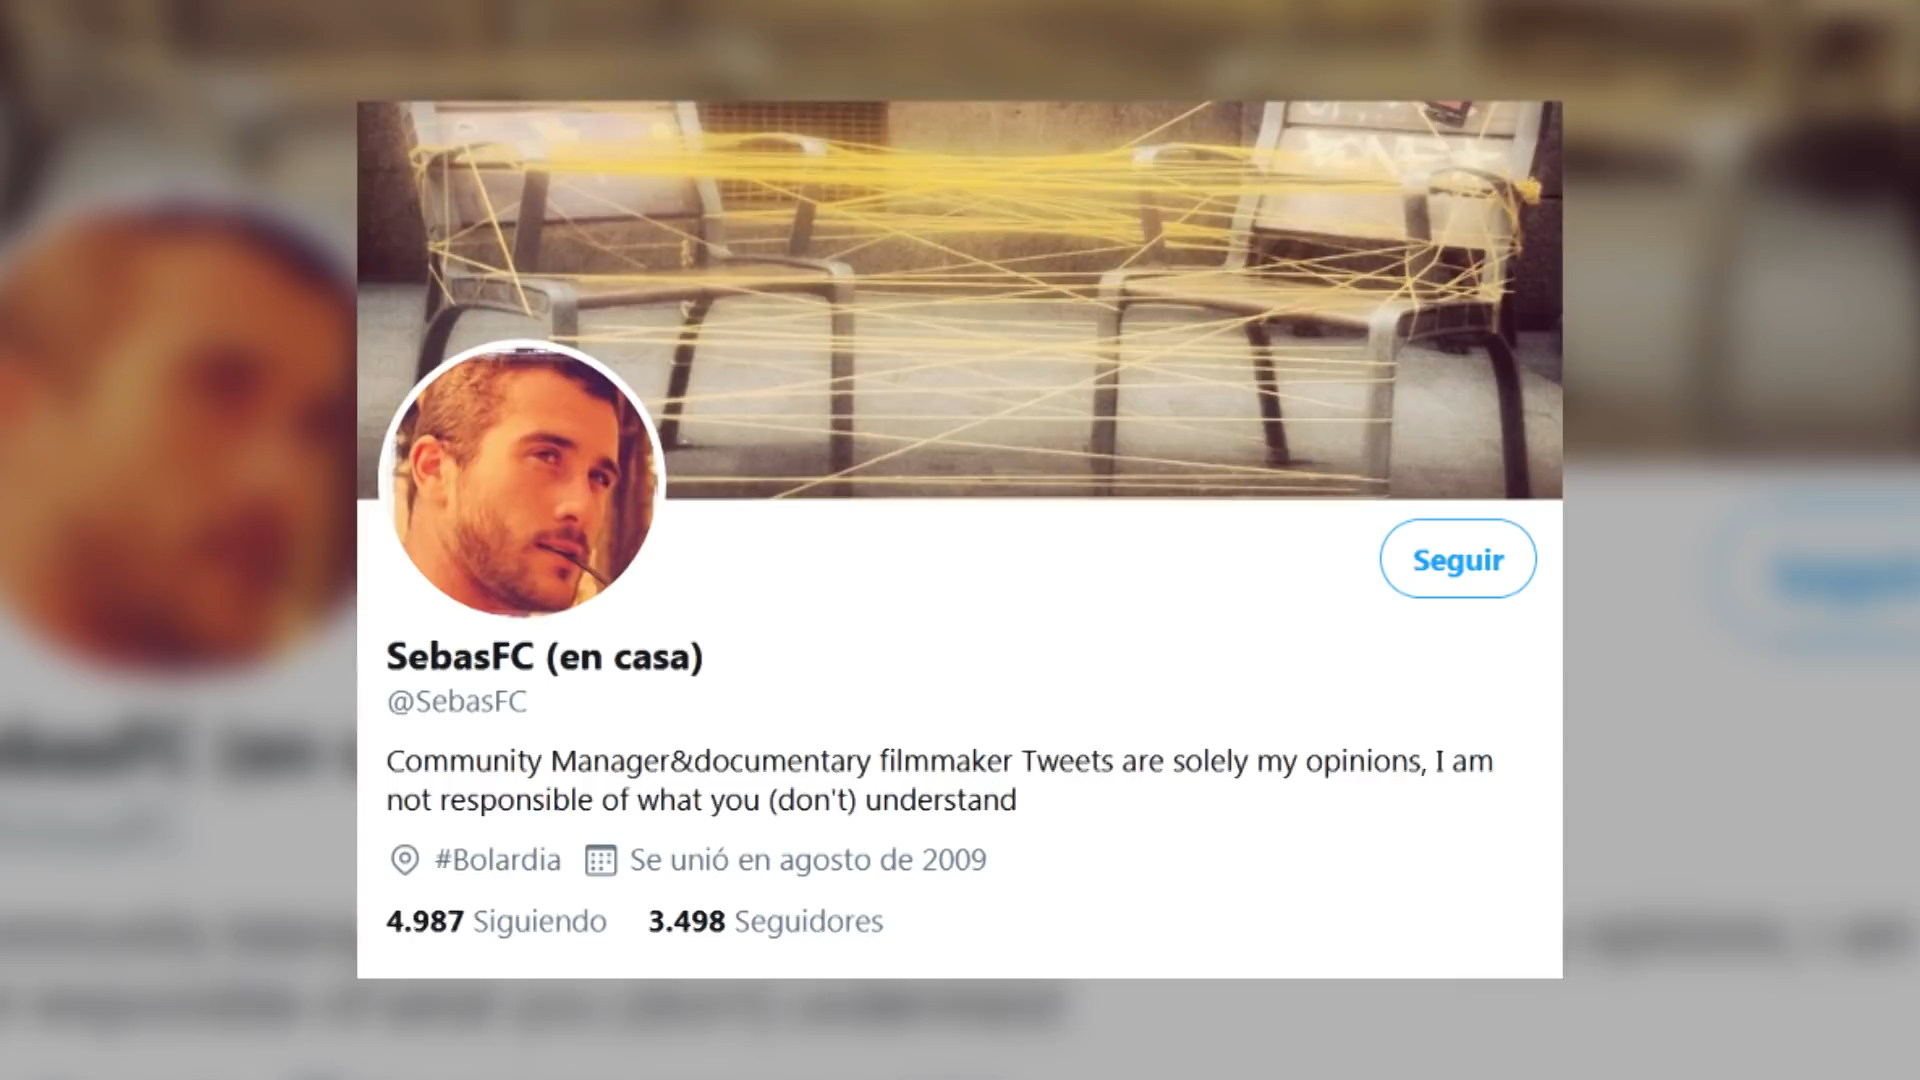 Seguir
SebasFC (en casa)
@SebasFC
Community Manager&documentary filmmaker Tweets are solely my opinions, I am
not responsible of what you (don't) understand
#Bolardia Se unió en agosto de 2009
4.987 Siguiendo 3.498 Seguidores